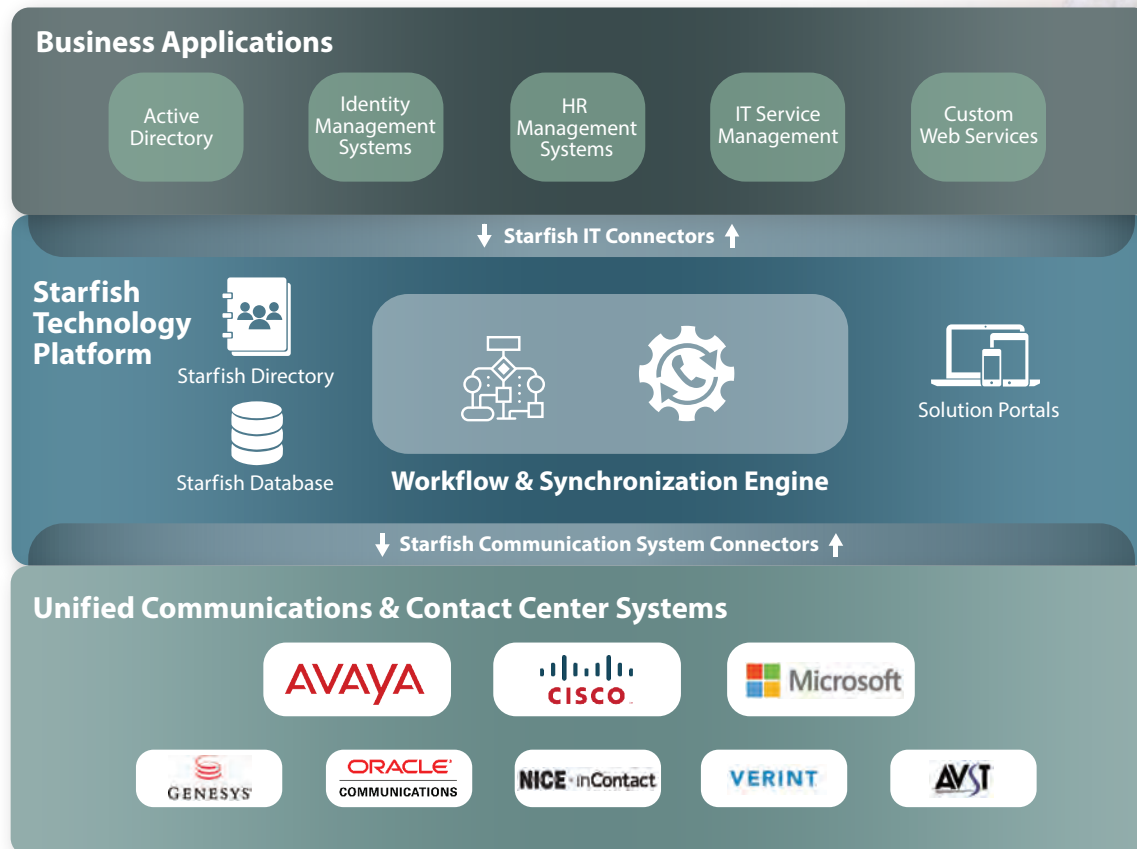 Business Applications
Active
Directory
Identity
Management
Systems
HR
Management
Systems
IT Service
Management
Custom
Web Services
Starfish IT Connectors
Starfish
Technology
Platform
Starfish Directory
Starfish Database
Workflow & Synchronization Engine
Solution Portals
Starfish Communication System Connectors
Unified Communications & Contact Center Systems
AVAYA
CISCO
Microsoft
GENESYS
ORACLE
COMMUNICATIONS
NICE inContact
VERINT
AVST